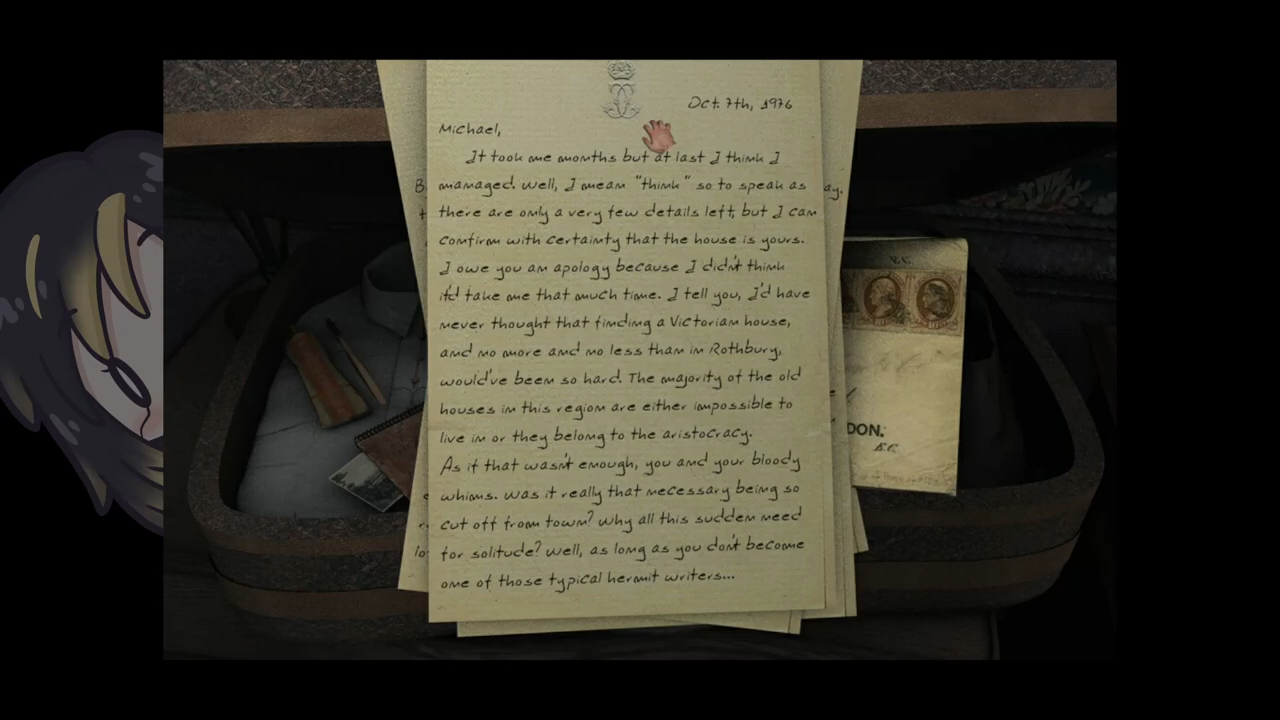 Oct. 7th, 1976
Michael,
It took me months but at last I think I
managed. Well, I mean "think" so to speak as
there are only a very few details left, but I can
confirm with certainty that the house is yours.
I owe you an apology because I didn't think
it'd take me that much time. I tell you, I'd have
never thought that finding a Victorian house,
and no more and no less than in Rothbury,
would've been so hard. The majority of the old
houses in this region are either impossible to
live in or they belong to the aristocracy.
As if that wasn't enough, you and your bloody
whims. Was it really that necessary being so
cut off from town? Why all this sudden need
for solitude? Well, as long as you don't become
one of those typical hermit writers...
ay.
DON.